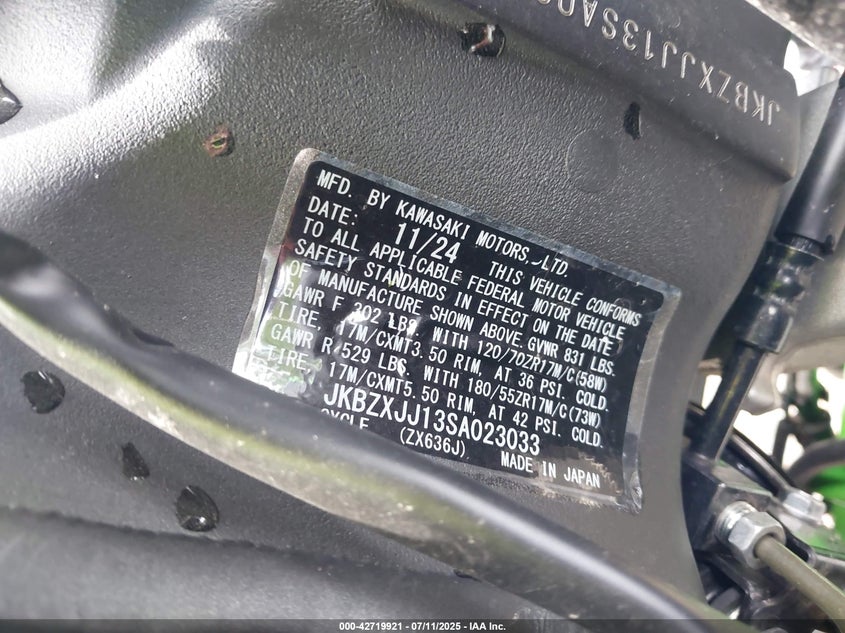 JKBZXJJ13SA0
MFD. BY KAWASAKI MOTORS, LTD.
DATE: 11/24 THIS VEHICLE CONFORMS
TO ALL APPLICABLE FEDERAL MOTOR VEHICLE
SAFETY STANDARDS IN EFFECT ON THE DATE
OF MANUFACTURE SHOWN ABOVE. GVWR 831 LBS.
GAWR F 302 LBS. WITH 120/70ZR17M/C(58W)
TIRE, 17M/CXMT3.50 RIM, AT 36 PSI. COLD.
GAWR R 529 LBS. WITH 180/55ZR17M/C(73W)
TIRE, 17M/CXMT5.50 RIM, AT 42 PSI. COLD.
JKBZXJJ13SA023033
(ZX636J) MADE IN JAPAN
000-42719921 - 07/11/2025 - IAA Inc.